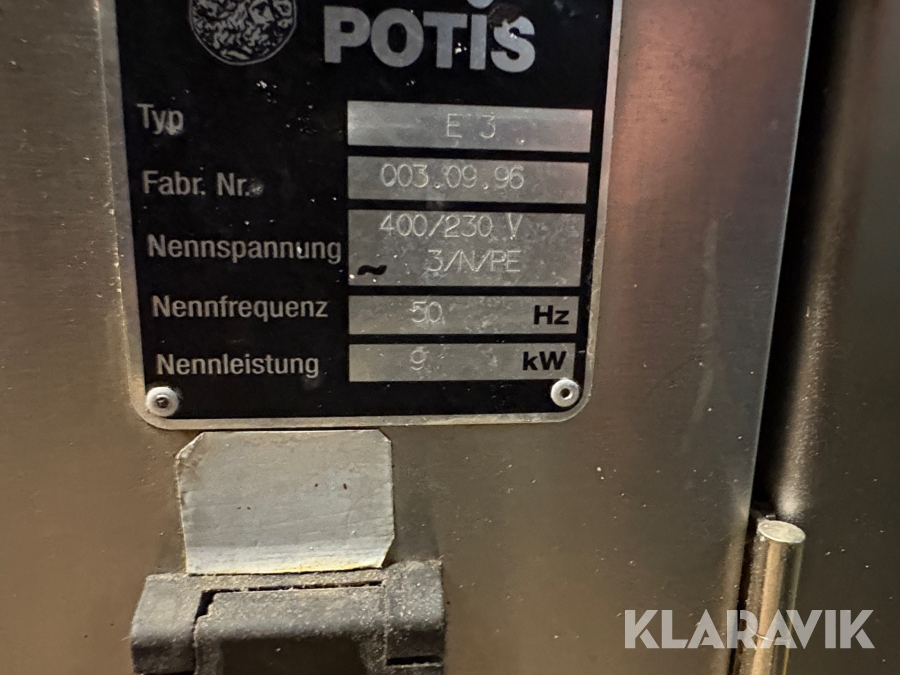 POTIS
Typ E 3
Fabr. Nr. 003.09.96
Nennspannung 400/230 V
~ 3/N/PE
Nennfrequenz 50 Hz
Nennleistung 9 kW
KLARAVIK